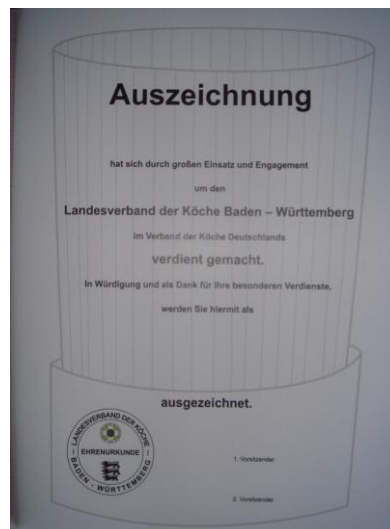 Auszeichnung
hat sich durch großen Einsatz und Engagement
um den
Landesverband der Köche Baden – Württemberg
im Verband der Köche Deutschlands
verdient gemacht.
In Würdigung und als Dank für Ihre besonderen Verdienste,
werden Sie hiermit als
ausgezeichnet.
LANDESVERBAND DER KÖCHE
EHRENURKUNDE
BADEN - WÜRTTEMBERG
1. Vorsitzender
2. Vorsitzender